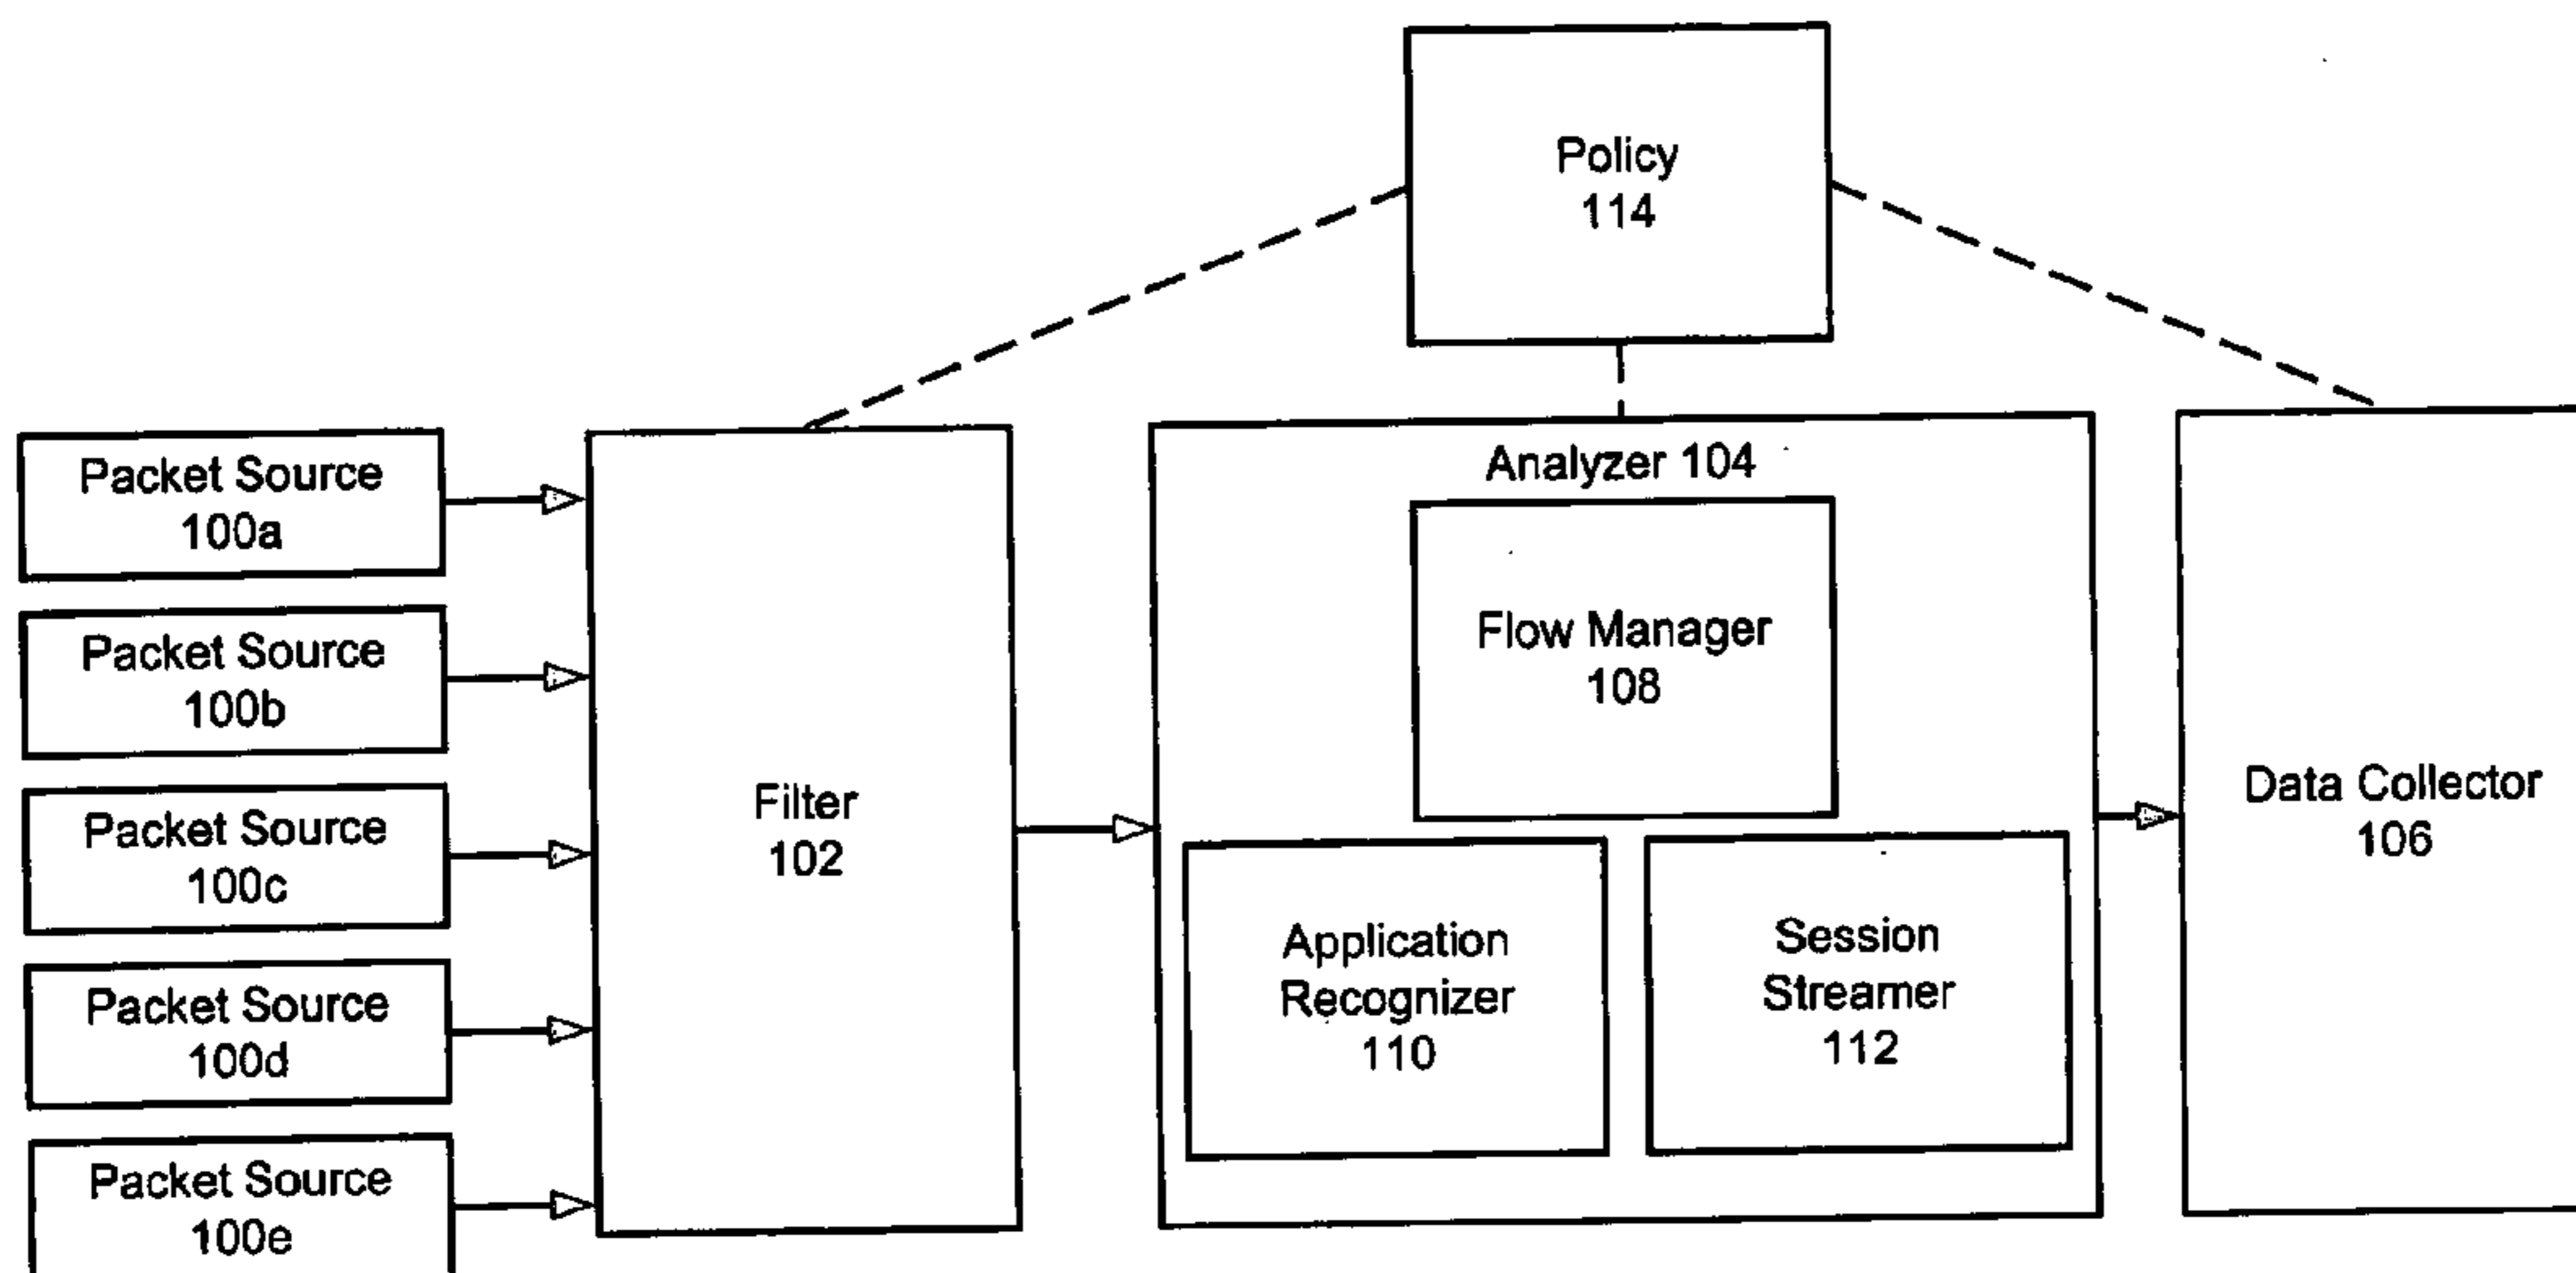 Policy
114
Packet Source
100a
Packet Source
100b
Packet Source
100c
Packet Source
100d
Packet Source
100e
Filter
102
Analyzer 104
Flow Manager
108
Application
Recognizer
110
Session
Streamer
112
Data Collector
106